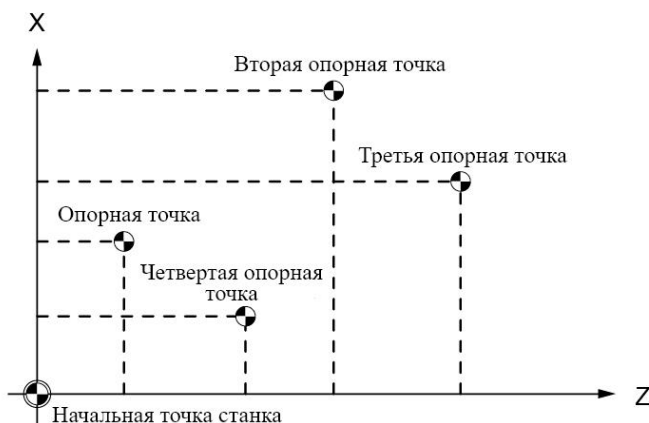 X
Вторая опорная точка
Третья опорная точка
Опорная точка
Четвертая опорная
точка
Z
Начальная точка станка